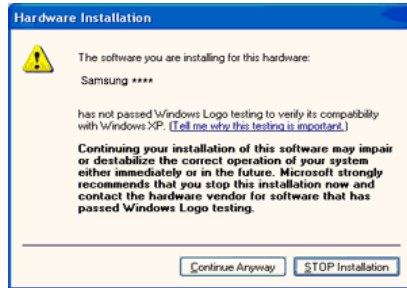 Hardware Installation
The software you are installing for this hardware:
Samsung ****
has not passed Windows Logo testing to verify its compatibility
with Windows XP. (Tell me why this testing is important.)
Continuing your installation of this software may impair
or destabilize the correct operation of your system
either immediately or in the future. Microsoft strongly
recommends that you stop this installation now and
contact the hardware vendor for software that has
passed Windows Logo testing.
Continue Anyway
STOP Installation